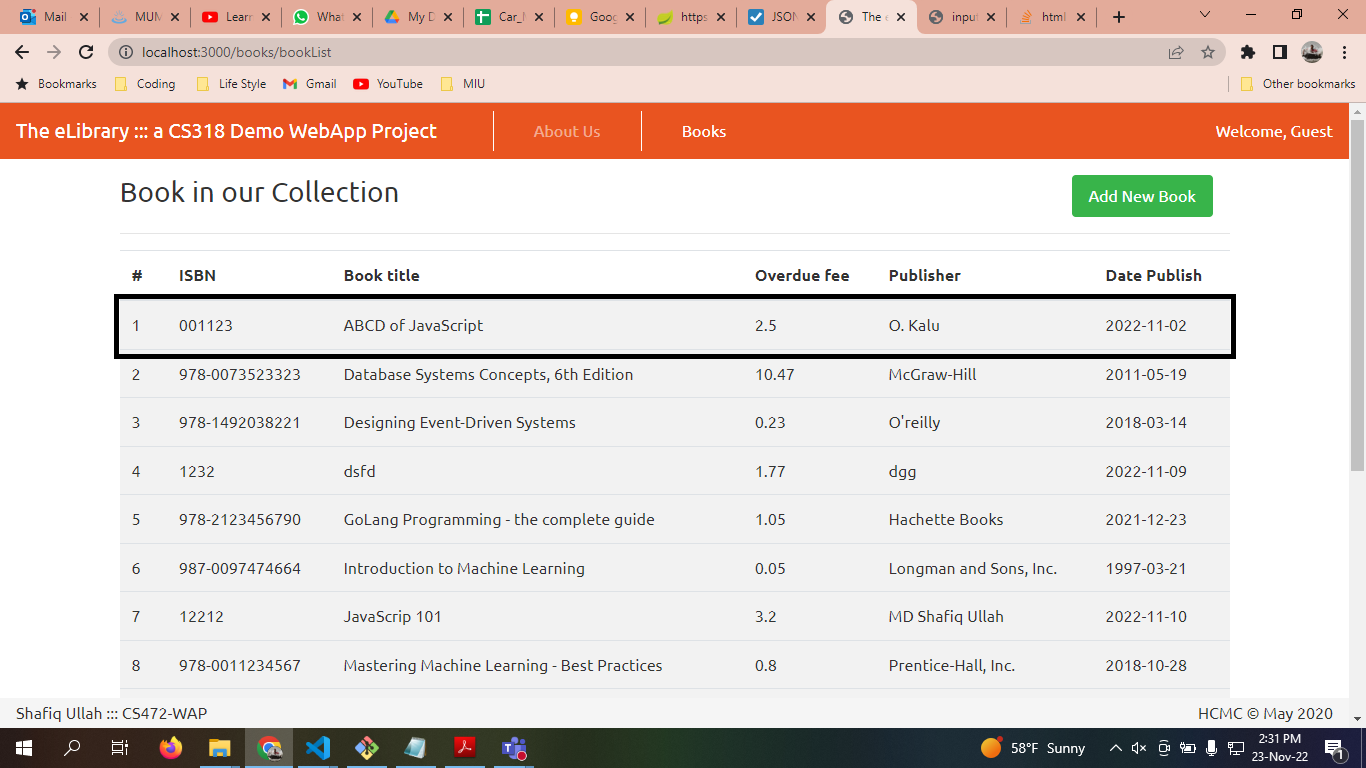 Mail MUM Learn What My D Car_ Goog https JSON The e input html
localhost:3000/books/bookList
Bookmarks Coding Life Style Gmail YouTube MIU Other bookmarks
The eLibrary ::: a CS318 Demo WebApp Project About Us Books Welcome, Guest
Book in our Collection Add New Book
# ISBN Book title Overdue fee Publisher Date Publish
1 001123 ABCD of JavaScript 2.5 O. Kalu 2022-11-02
2 978-0073523323 Database Systems Concepts, 6th Edition 10.47 McGraw-Hill 2011-05-19
3 978-1492038221 Designing Event-Driven Systems 0.23 O'reilly 2018-03-14
4 1232 dsfd 1.77 dgg 2022-11-09
5 978-2123456790 GoLang Programming - the complete guide 1.05 Hachette Books 2021-12-23
6 987-0097474664 Introduction to Machine Learning 0.05 Longman and Sons, Inc. 1997-03-21
7 12212 JavaScrip 101 3.2 MD Shafiq Ullah 2022-11-10
8 978-0011234567 Mastering Machine Learning - Best Practices 0.8 Prentice-Hall, Inc. 2018-10-28
Shafiq Ullah ::: CS472-WAP HCMC © May 2020
58°F Sunny 2:31 PM
23-Nov-22 1